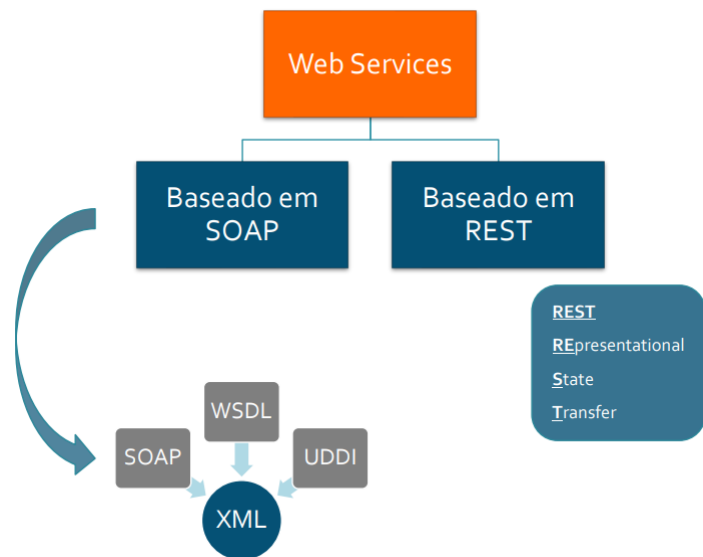 Web Services
Baseado em
SOAP
Baseado em
REST
REST
REpresentational
State
Transfer
WSDL
SOAP
UDDI
XML